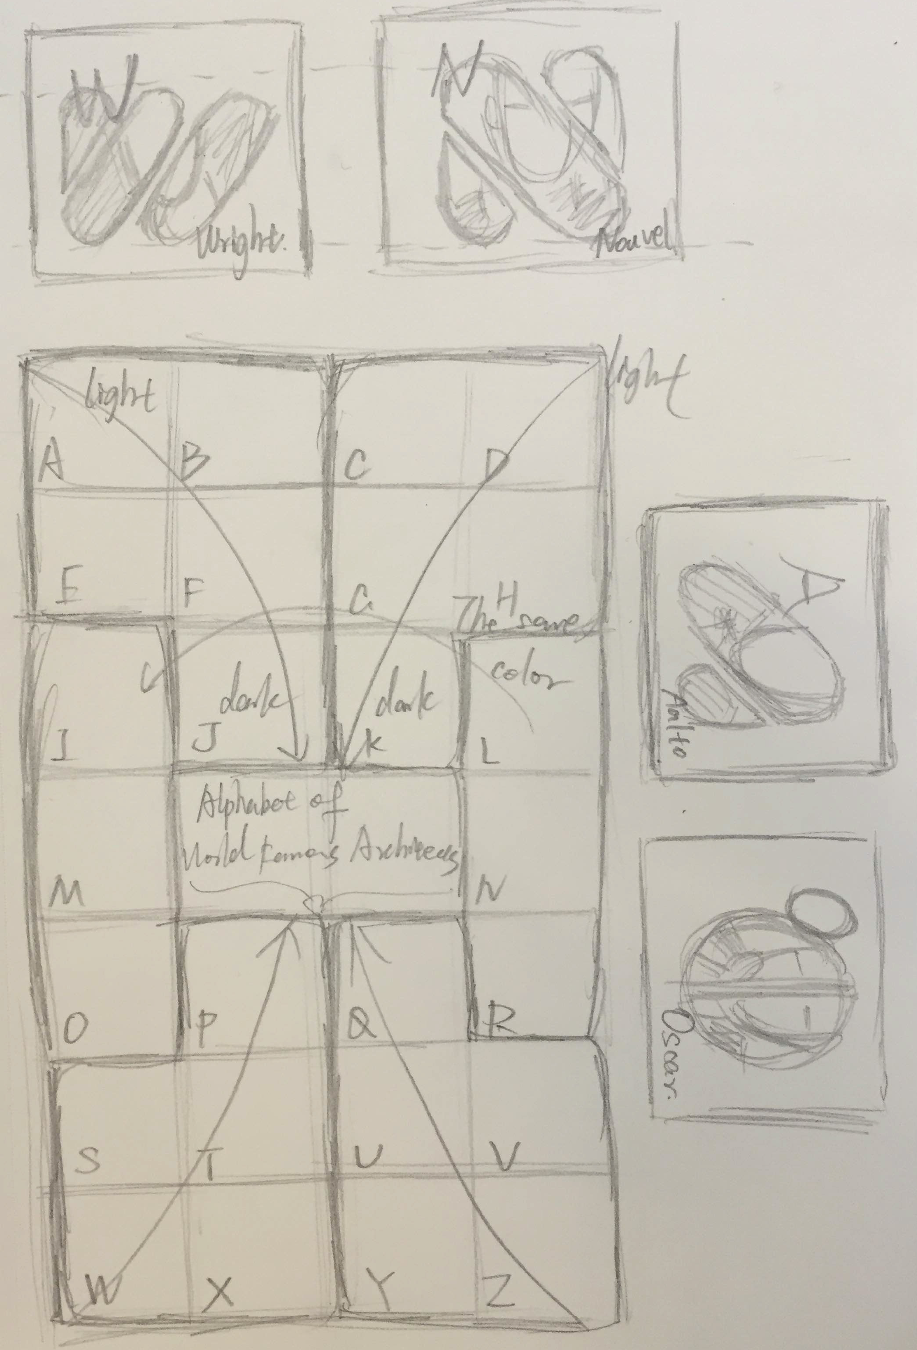 W
Wright.
N
Nouvel
light
light
A B C D
E F G H
The same
color
dark
dark
I J K L
Alphabet of
World Famous Architects
M N
O P Q R
S T U V
W X Y Z
A
Aalto
O
Oscar.